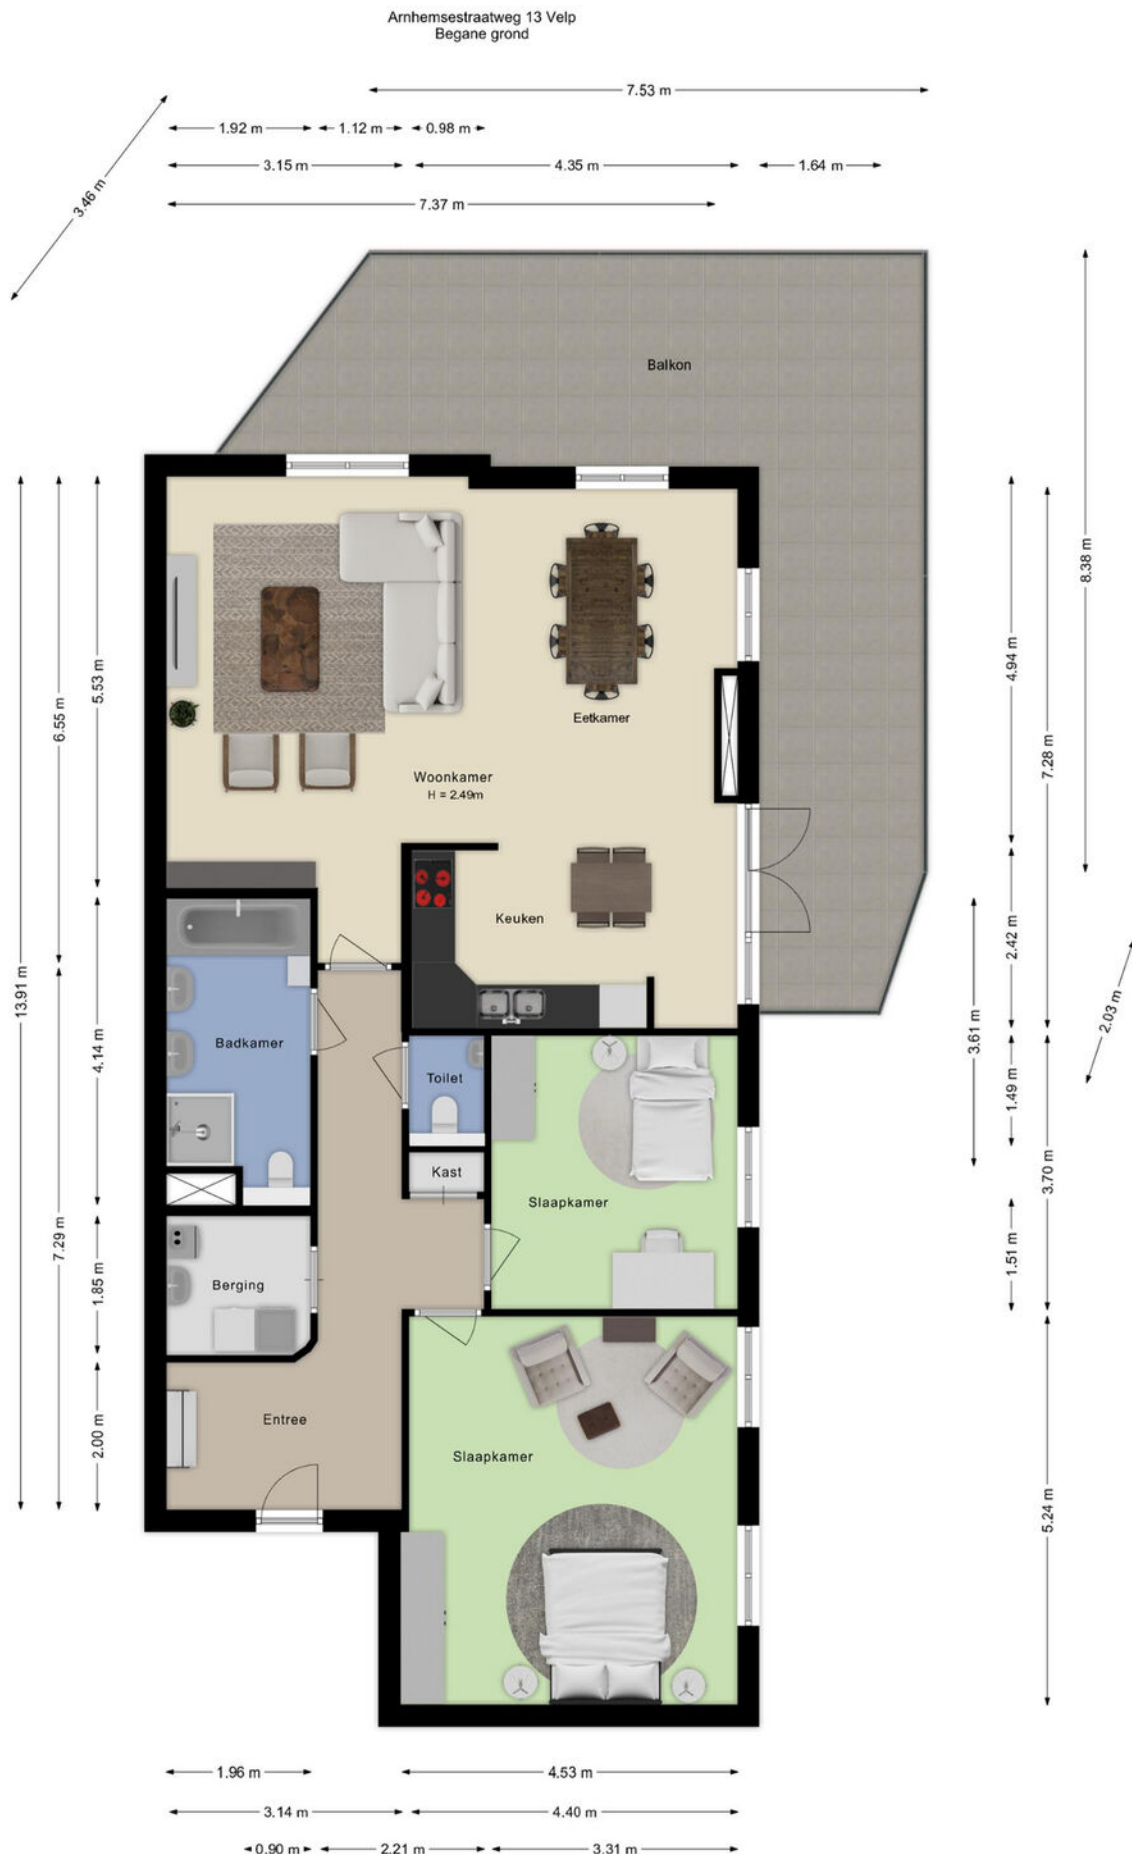 Arnhemsestraatweg 13 Velp
Begane grond
7.53 m
3.46 m
1.92 m
1.12 m
0.98 m
3.15 m
4.35 m
1.64 m
7.37 m
Balkon
8.38 m
4.94 m
5.53 m
6.55 m
Eetkamer
7.28 m
Woonkamer
H = 2.49m
Keuken
2.42 m
13.91 m
2.03 m
3.61 m
4.14 m
Badkamer
Toilet
1.49 m
Kast
3.70 m
Slaapkamer
7.29 m
1.51 m
1.85 m
Berging
2.00 m
Entree
Slaapkamer
5.24 m
1.96 m
4.53 m
3.14 m
4.40 m
0.90 m
2.21 m
3.31 m